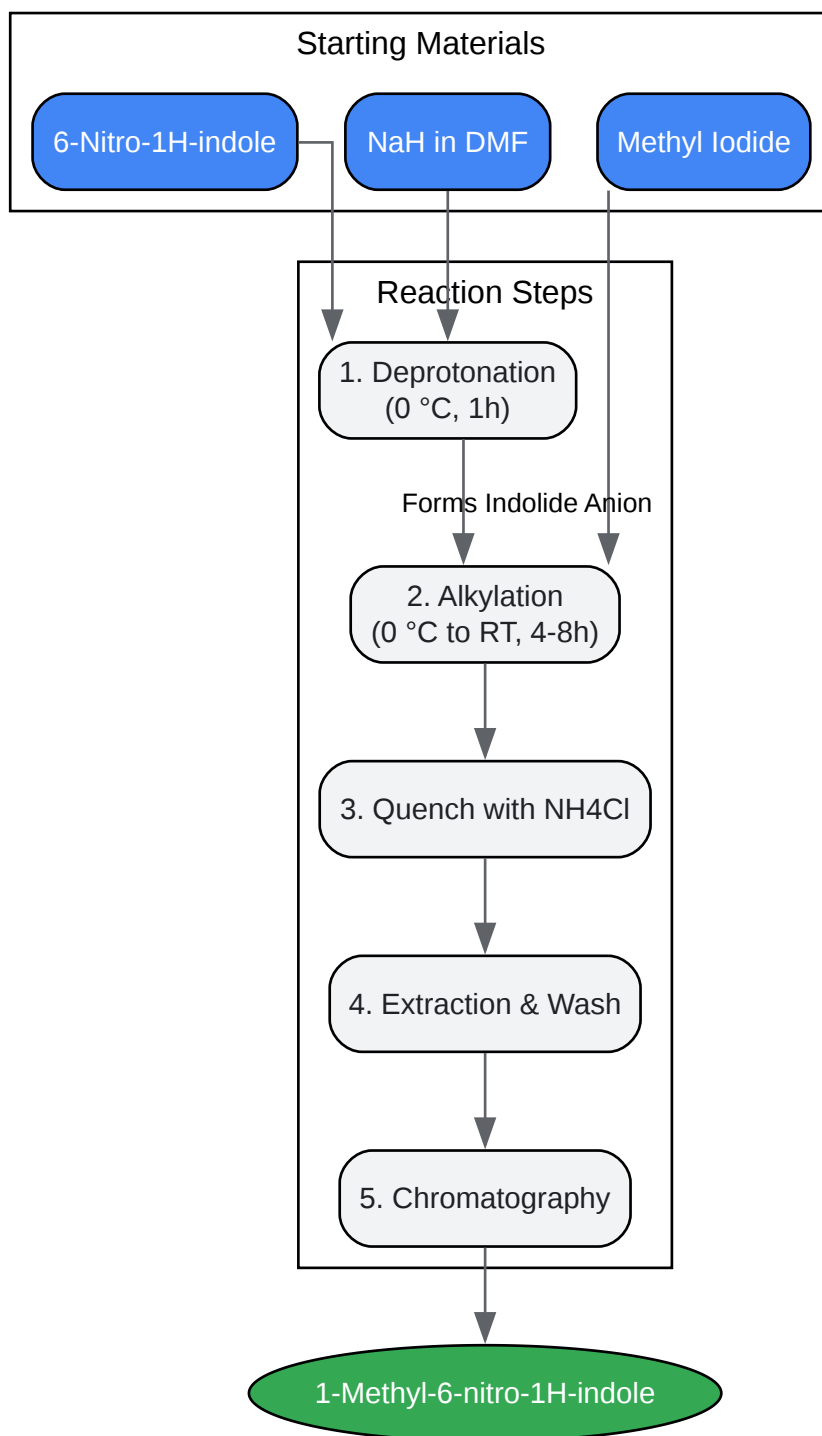 Starting Materials
6-Nitro-1H-indole
NaH in DMF
Methyl Iodide
Reaction Steps
1. Deprotonation
(0 °C, 1h)
Forms Indolide Anion
2. Alkylation
(0 °C to RT, 4-8h)
3. Quench with NH4Cl
4. Extraction & Wash
5. Chromatography
1-Methyl-6-nitro-1H-indole